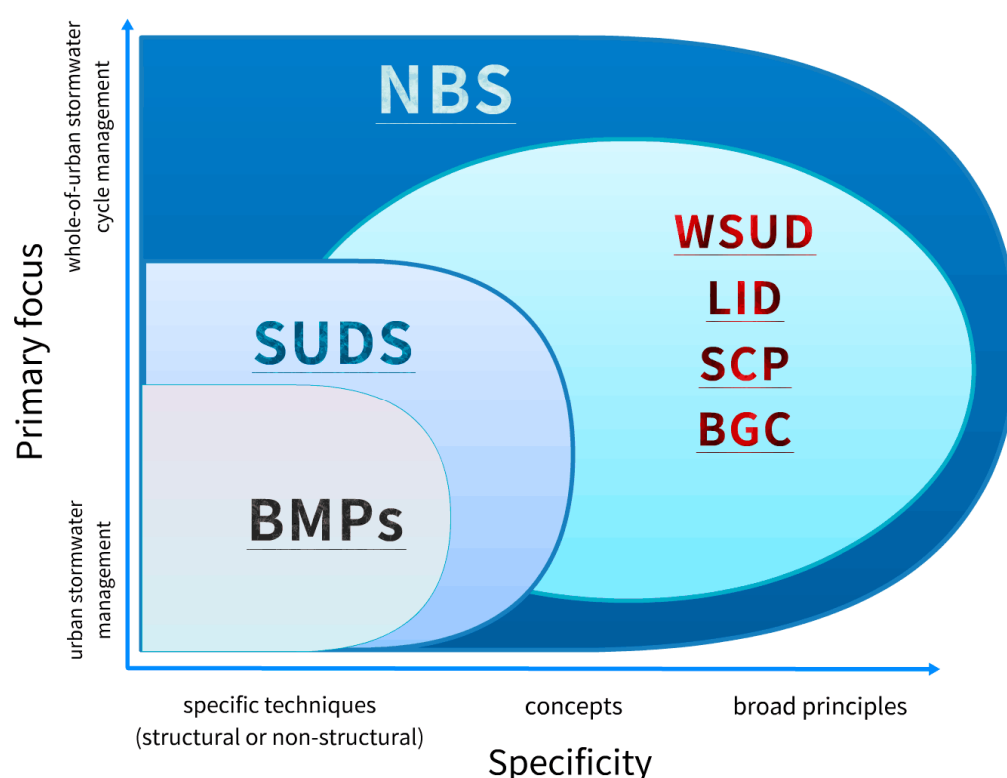 NBS
WSUD
LID
SCP
BGC
SUDS
BMPs
Primary focus
whole-of-urban stormwater
cycle management
urban stormwater
management
specific techniques
(structural or non-structural)
concepts
broad principles
Specificity